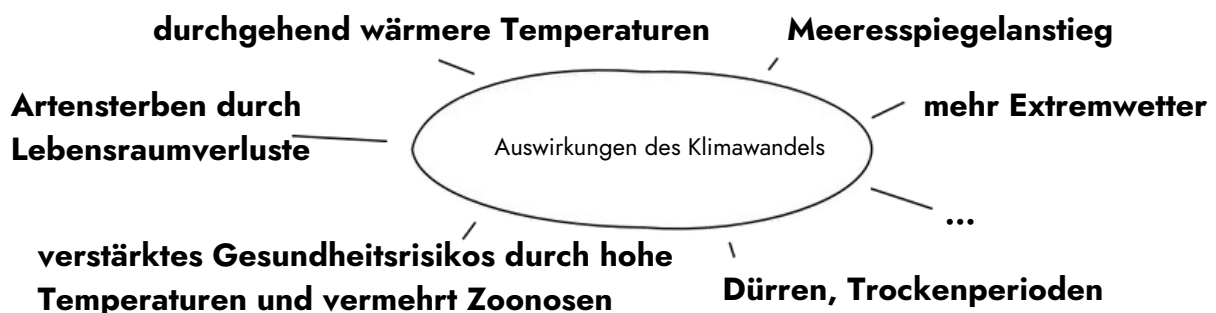 durchgehend wärmere Temperaturen
Meeresspiegelanstieg
Artensterben durch
Lebensraumverluste
mehr Extremwetter
Auswirkungen des Klimawandels
...
verstärktes Gesundheitsrisikos durch hohe
Temperaturen und vermehrt Zoonosen
Dürren, Trockenperioden